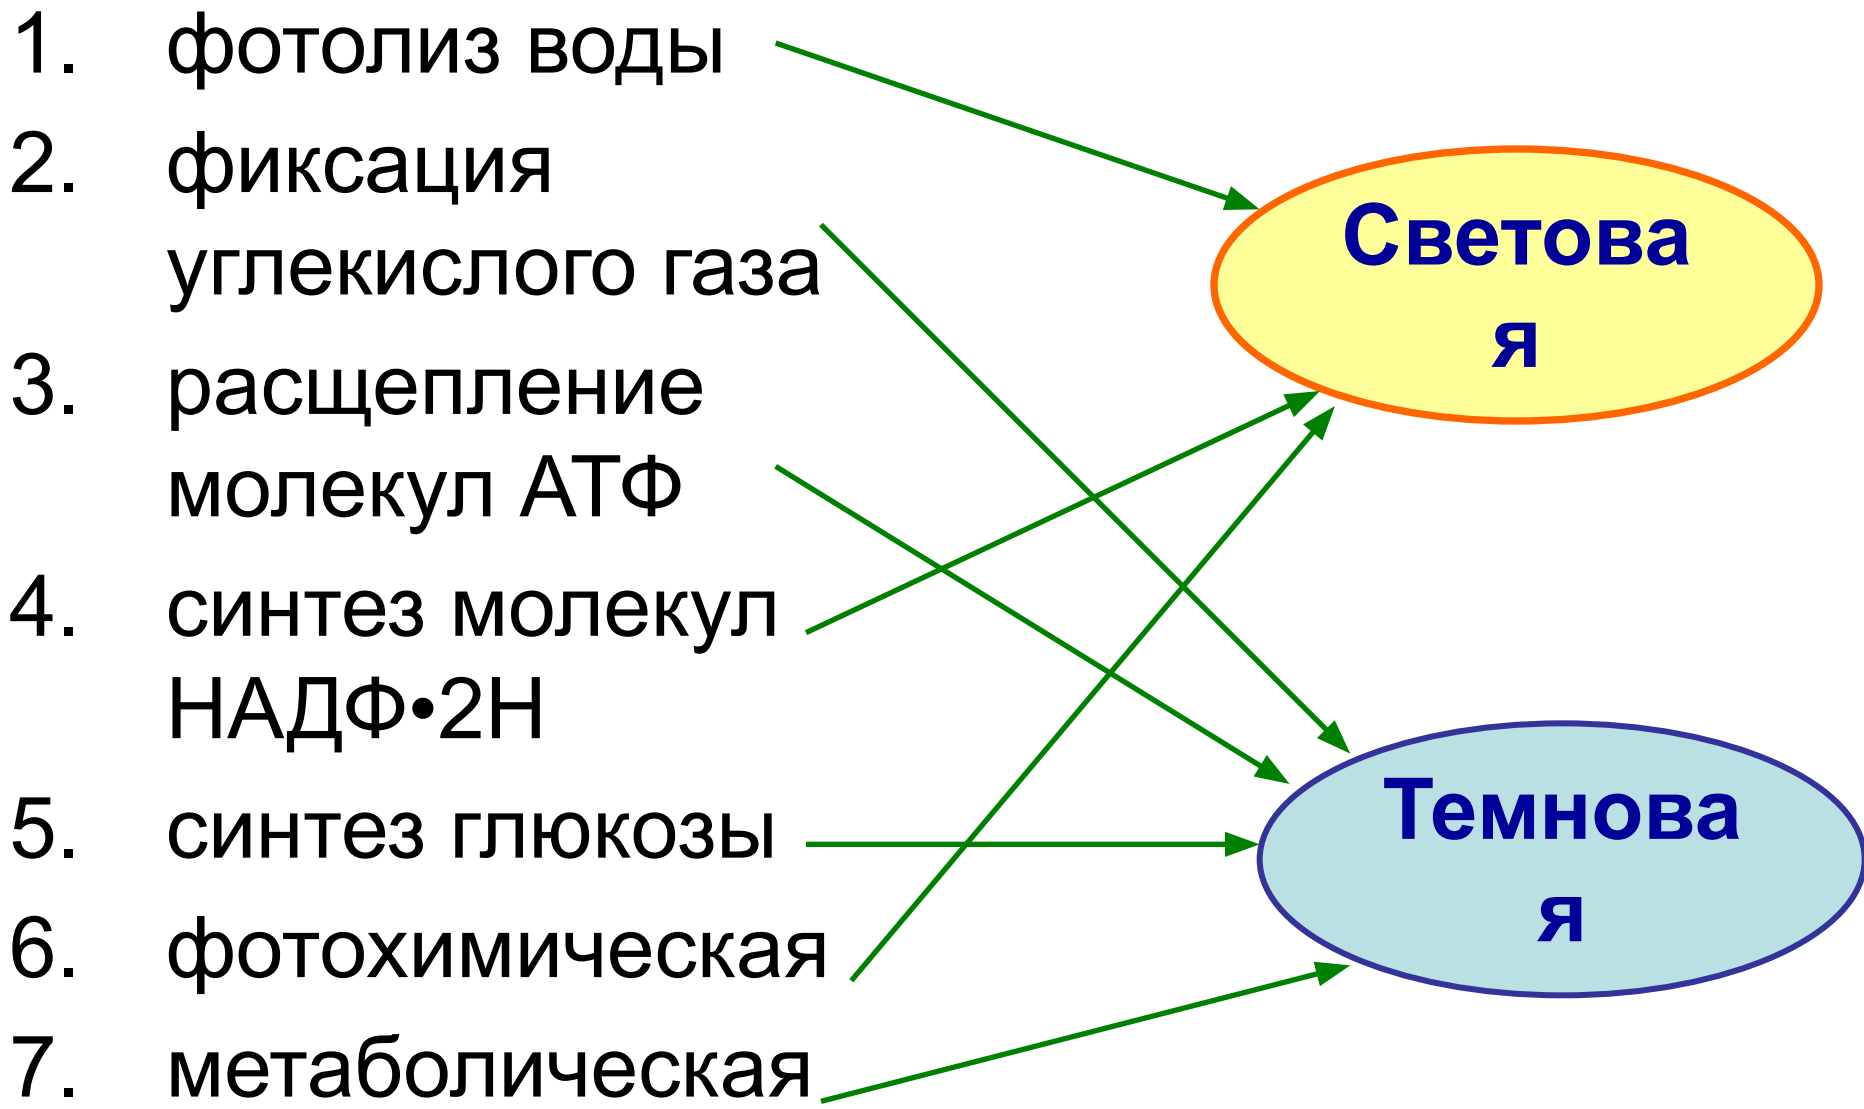 1. фотолиз воды
2. фиксация
углекислого газа
3. расщепление
молекул АТФ
4. синтез молекул
НАДФ•2Н
5. синтез глюкозы
6. фотохимическая
7. метаболическая
Светова
я
Темнова
я